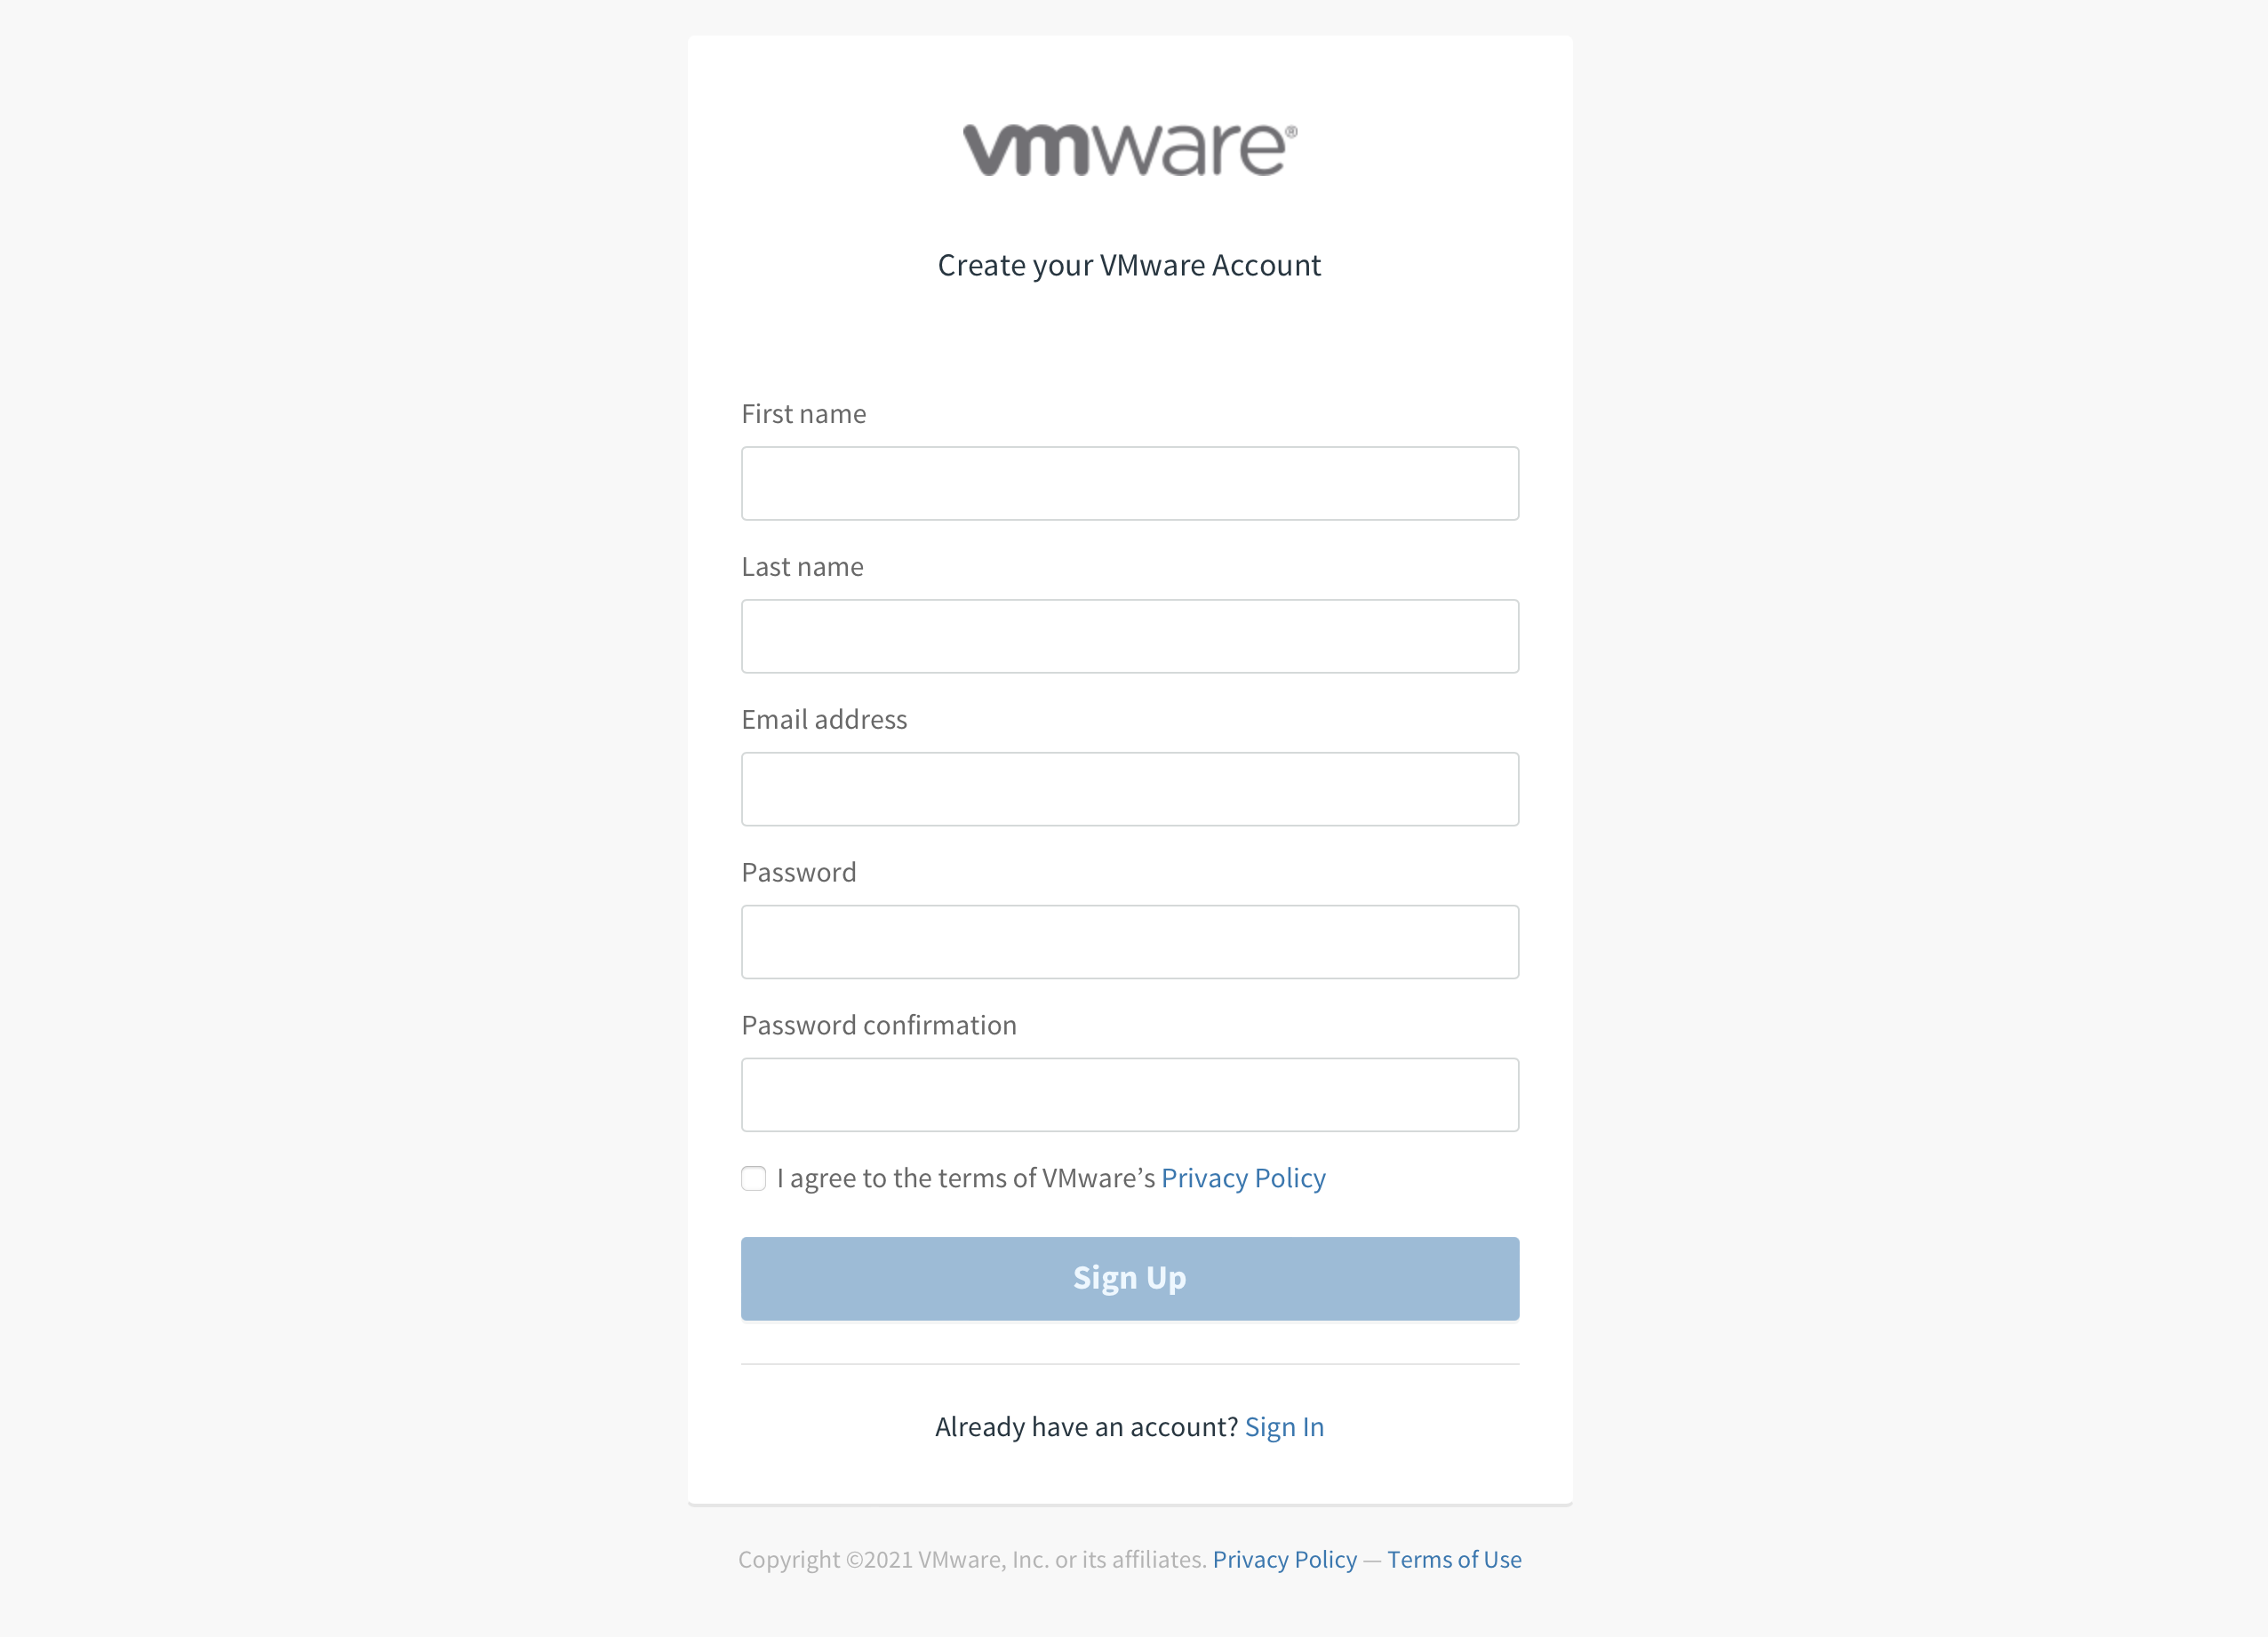 vmware®
Create your VMware Account
First name
Last name
Email address
Password
Password confirmation
I agree to the terms of VMware’s Privacy Policy
Sign Up
Already have an account? Sign In
Copyright ©2021 VMware, Inc. or its affiliates. Privacy Policy — Terms of Use